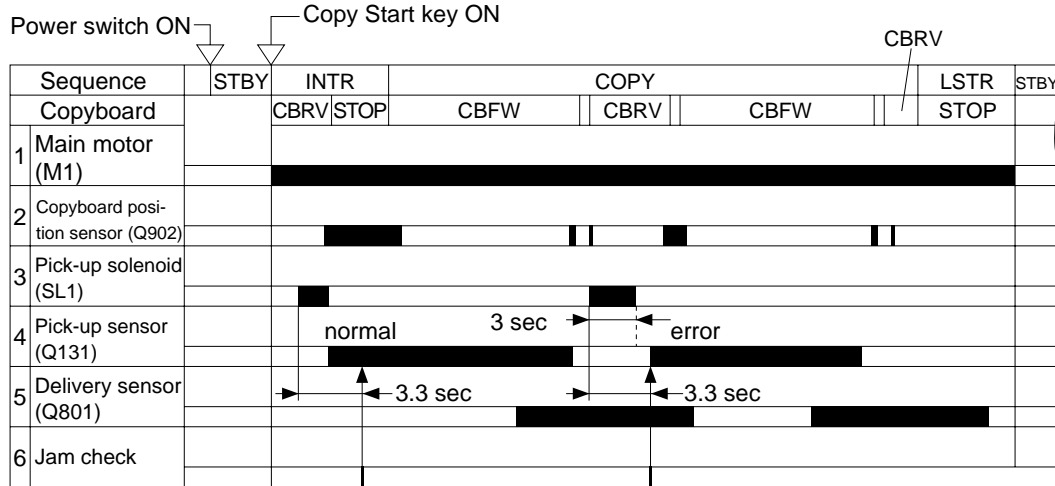 Power switch ON
Copy Start key ON
CBRV
Sequence STBY INTR COPY LSTR STBY
Copyboard CBRV STOP CBFW CBRV CBFW STOP
1 Main motor
(M1)
2 Copyboard posi-
tion sensor (Q902)
3 Pick-up solenoid
(SL1)
3 sec
4 Pick-up sensor
(Q131)
normal
error
5 Delivery sensor
(Q801)
3.3 sec
3.3 sec
6 Jam check